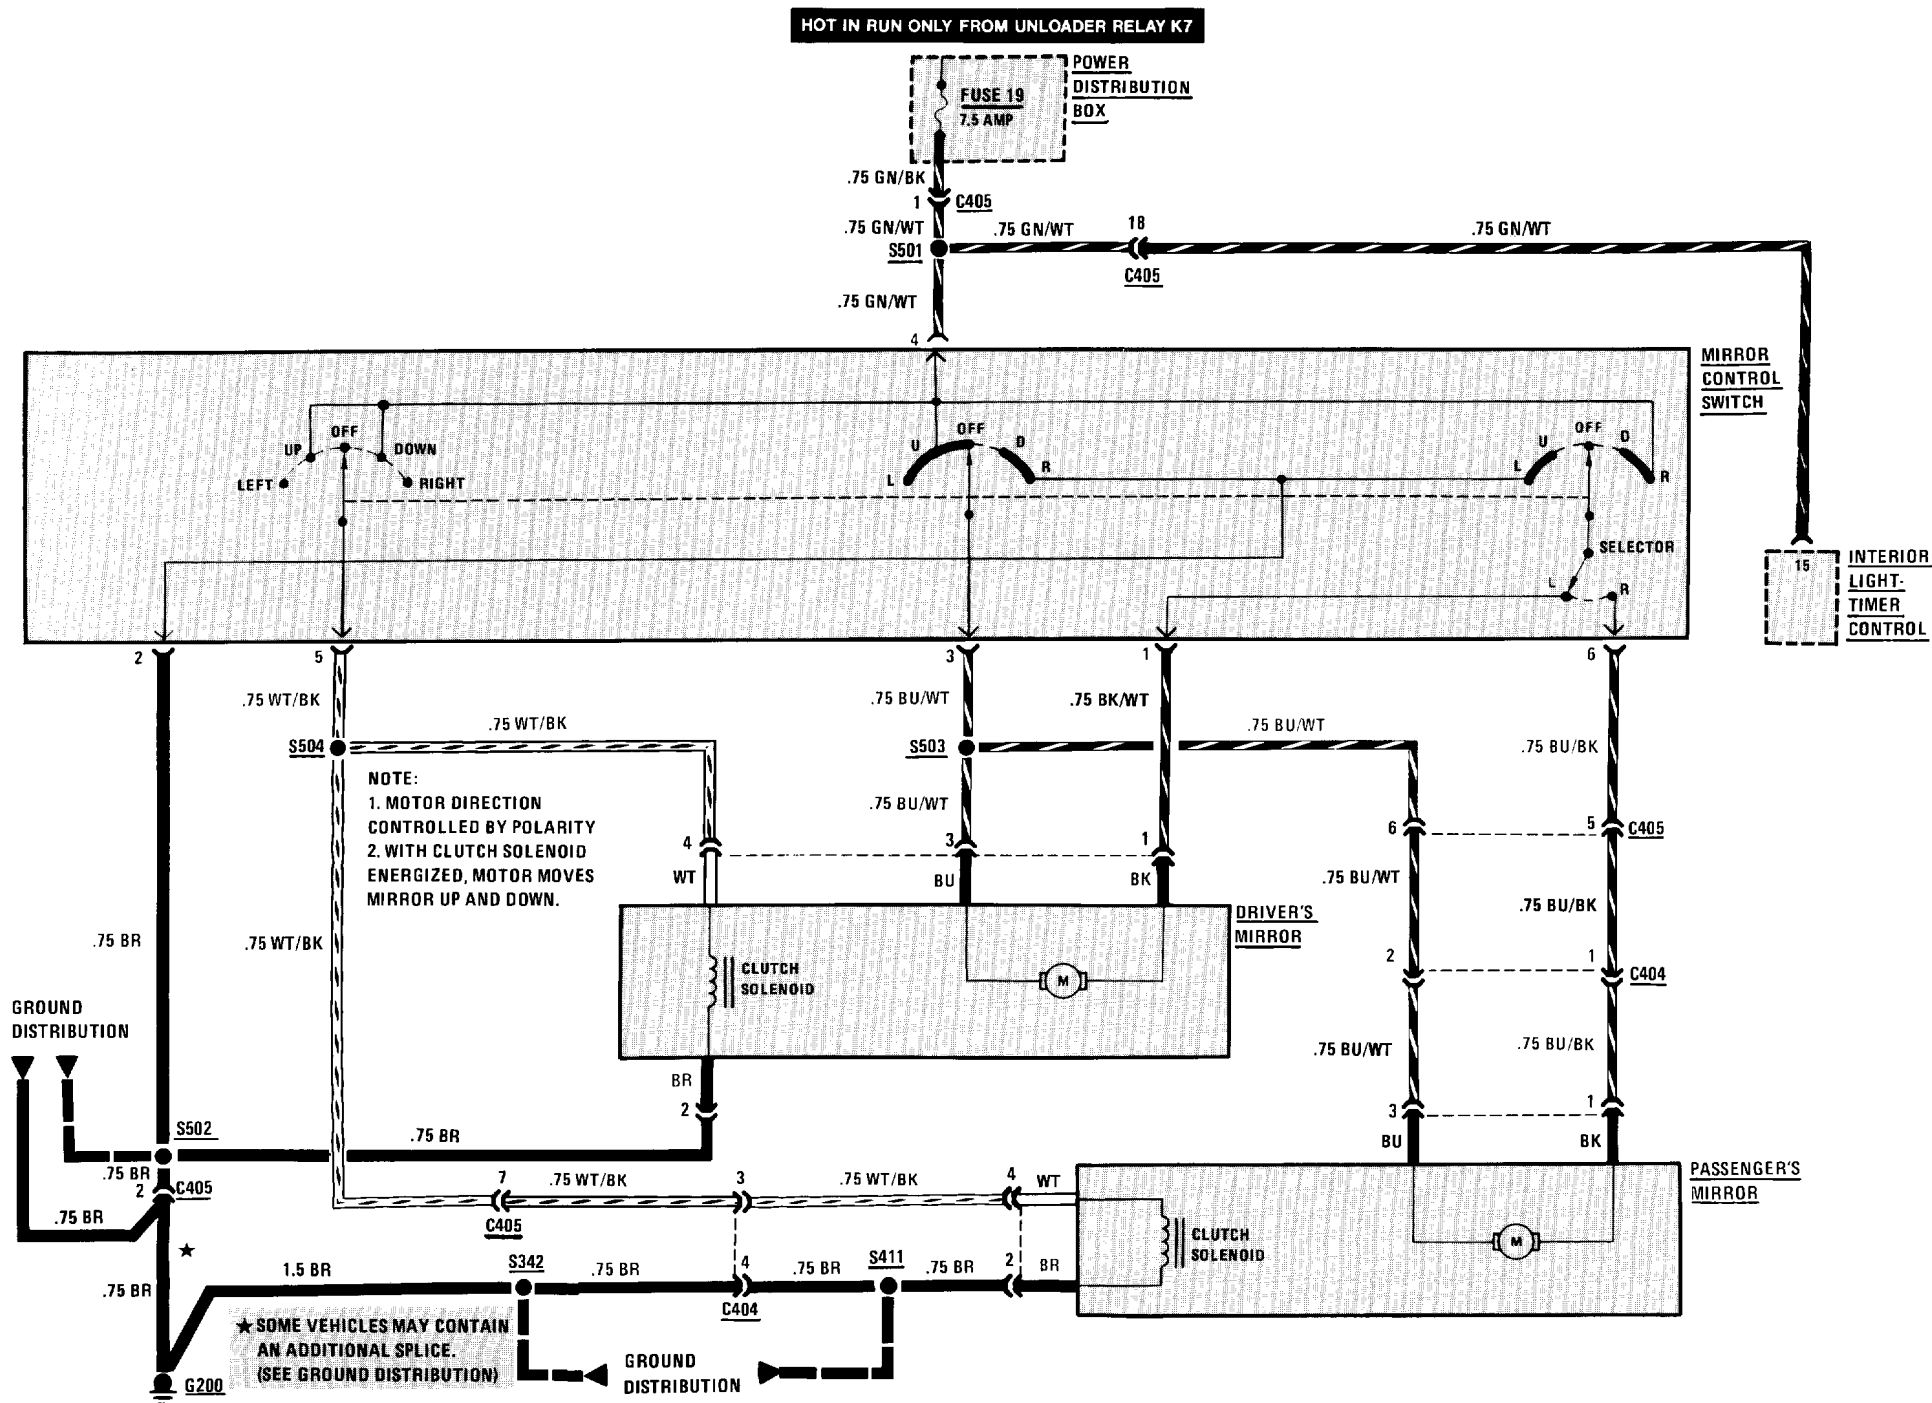 HOT IN RUN ONLY FROM UNLOADER RELAY K7
POWER
DISTRIBUTION
BOX
FUSE 19
7.5 AMP
.75 GN/BK
1
C405
.75 GN/WT
S501
.75 GN/WT
18
C405
.75 GN/WT
.75 GN/WT
4
MIRROR
CONTROL
SWITCH
OFF
UP
DOWN
LEFT
RIGHT
OFF
U
D
L
R
OFF
U
D
L
R
SELECTOR
L
R
15
INTERIOR
LIGHT-
TIMER
CONTROL
2
5
3
1
6
.75 WT/BK
.75 BU/WT
.75 BK/WT
S504
.75 WT/BK
S503
.75 BU/WT
.75 BU/BK
NOTE:
1. MOTOR DIRECTION
CONTROLLED BY POLARITY
2. WITH CLUTCH SOLENOID
ENERGIZED, MOTOR MOVES
MIRROR UP AND DOWN.
.75 BU/WT
4
3
1
6
5
C405
WT
BU
BK
.75 BU/WT
.75 BU/BK
DRIVER'S
MIRROR
.75 BR
.75 WT/BK
CLUTCH
SOLENOID
M
2
1
C404
GROUND
DISTRIBUTION
.75 BU/WT
.75 BU/BK
BR
2
3
1
S502
.75 BR
BU
BK
.75 BR
2
C405
.75 BR
7
C405
.75 WT/BK
3
.75 WT/BK
4
WT
PASSENGER'S
MIRROR
CLUTCH
SOLENOID
M
★
.75 BR
1.5 BR
S342
.75 BR
4
C404
.75 BR
S411
.75 BR
2
BR
★ SOME VEHICLES MAY CONTAIN
AN ADDITIONAL SPLICE.
(SEE GROUND DISTRIBUTION)
GROUND
DISTRIBUTION
G200